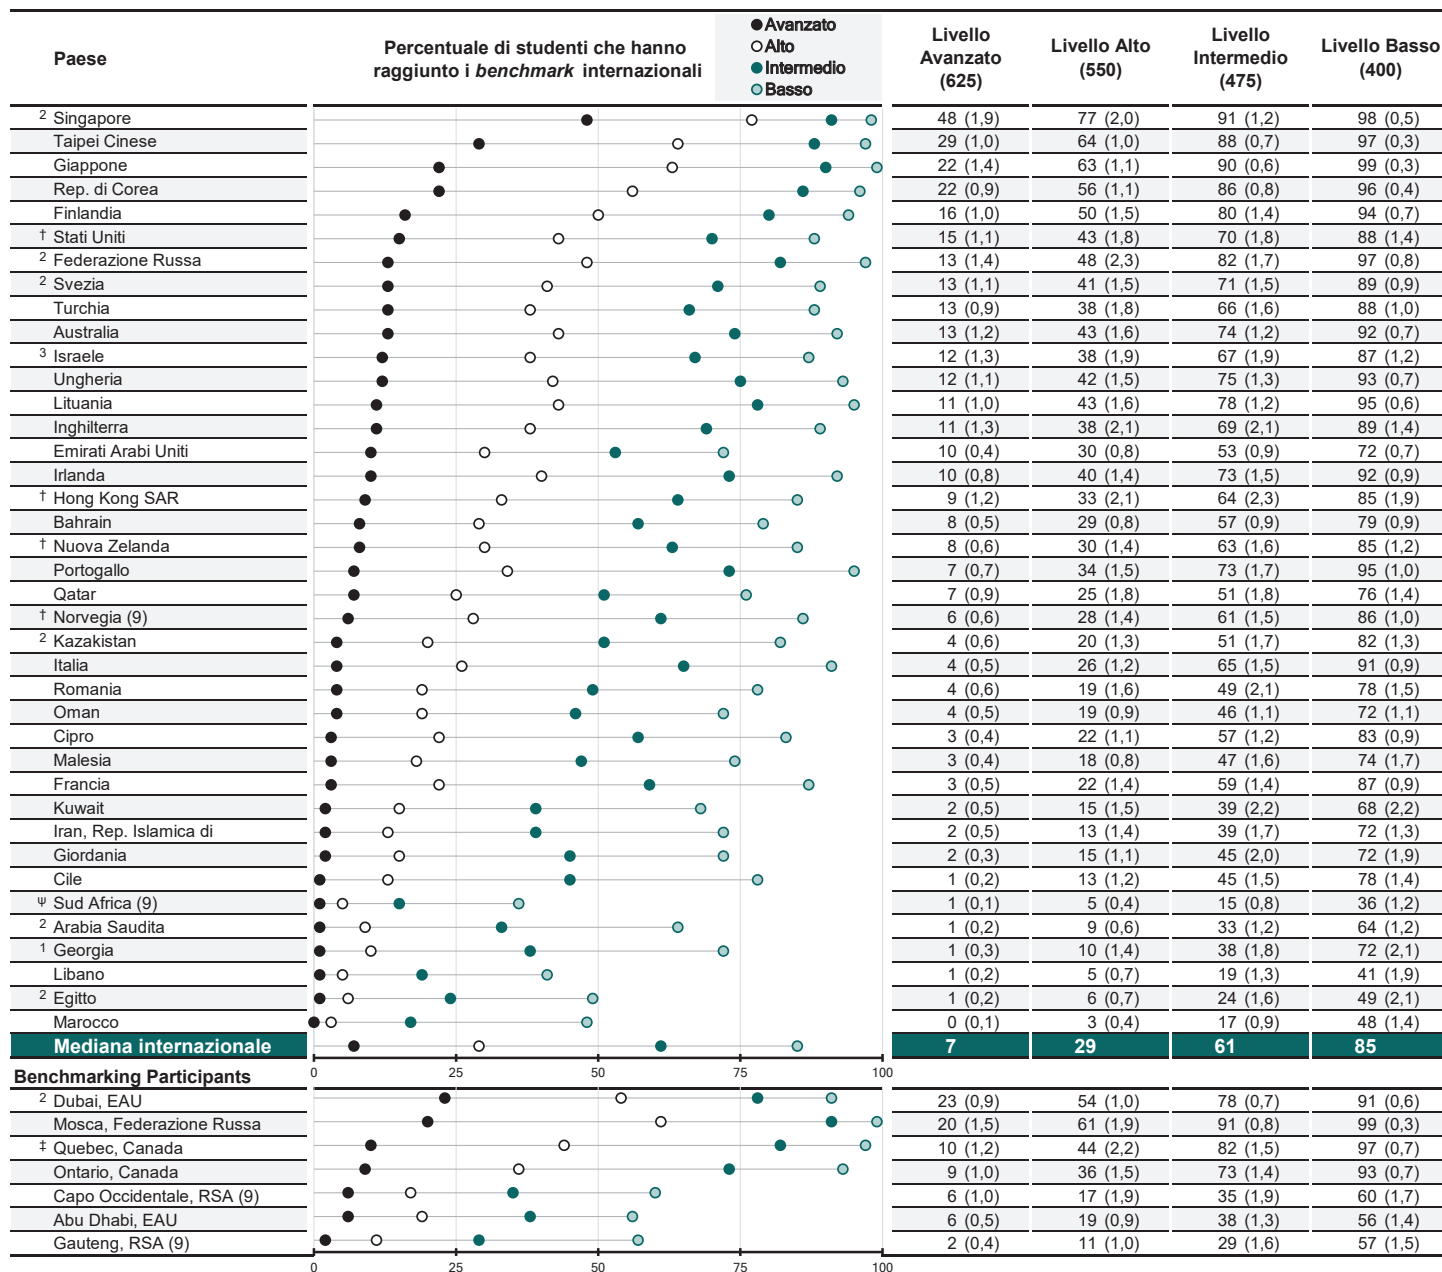 Paese
Percentuale di studenti che hanno
raggiunto i benchmark internazionali
Avanzato
Alto
Intermedio
Basso
Livello
Avanzato
(625)
Livello Alto
(550)
Livello
Intermedio
(475)
Livello Basso
(400)
2 Singapore 48 (1,9) 77 (2,0) 91 (1,2) 98 (0,5)
Taipei Cinese 29 (1,0) 64 (1,0) 88 (0,7) 97 (0,3)
Giappone 22 (1,4) 63 (1,1) 90 (0,6) 99 (0,3)
Rep. di Corea 22 (0,9) 56 (1,1) 86 (0,8) 96 (0,4)
Finlandia 16 (1,0) 50 (1,5) 80 (1,4) 94 (0,7)
† Stati Uniti 15 (1,1) 43 (1,8) 70 (1,8) 88 (1,4)
2 Federazione Russa 13 (1,4) 48 (2,3) 82 (1,7) 97 (0,8)
2 Svezia 13 (1,1) 41 (1,5) 71 (1,5) 89 (0,9)
Turchia 13 (0,9) 38 (1,8) 66 (1,6) 88 (1,0)
Australia 13 (1,2) 43 (1,6) 74 (1,2) 92 (0,7)
3 Israele 12 (1,3) 38 (1,9) 67 (1,9) 87 (1,2)
Ungheria 12 (1,1) 42 (1,5) 75 (1,3) 93 (0,7)
Lituania 11 (1,0) 43 (1,6) 78 (1,2) 95 (0,6)
Inghilterra 11 (1,3) 38 (2,1) 69 (2,1) 89 (1,4)
Emirati Arabi Uniti 10 (0,4) 30 (0,8) 53 (0,9) 72 (0,7)
Irlanda 10 (0,8) 40 (1,4) 73 (1,5) 92 (0,9)
† Hong Kong SAR 9 (1,2) 33 (2,1) 64 (2,3) 85 (1,9)
Bahrain 8 (0,5) 29 (0,8) 57 (0,9) 79 (0,9)
† Nuova Zelanda 8 (0,6) 30 (1,4) 63 (1,6) 85 (1,2)
Portogallo 7 (0,7) 34 (1,5) 73 (1,7) 95 (1,0)
Qatar 7 (0,9) 25 (1,8) 51 (1,8) 76 (1,4)
† Norvegia (9) 6 (0,6) 28 (1,4) 61 (1,5) 86 (1,0)
2 Kazakistan 4 (0,6) 20 (1,3) 51 (1,7) 82 (1,3)
Italia 4 (0,5) 26 (1,2) 65 (1,5) 91 (0,9)
Romania 4 (0,6) 19 (1,6) 49 (2,1) 78 (1,5)
Oman 4 (0,5) 19 (0,9) 46 (1,1) 72 (1,1)
Cipro 3 (0,4) 22 (1,1) 57 (1,2) 83 (0,9)
Malesia 3 (0,4) 18 (0,8) 47 (1,6) 74 (1,7)
Francia 3 (0,5) 22 (1,4) 59 (1,4) 87 (0,9)
Kuwait 2 (0,5) 15 (1,5) 39 (2,2) 68 (2,2)
Iran, Rep. Islamica di 2 (0,5) 13 (1,4) 39 (1,7) 72 (1,3)
Giordania 2 (0,3) 15 (1,1) 45 (2,0) 72 (1,9)
Cile 1 (0,2) 13 (1,2) 45 (1,5) 78 (1,4)
ψ Sud Africa (9) 1 (0,1) 5 (0,4) 15 (0,8) 36 (1,2)
2 Arabia Saudita 1 (0,2) 9 (0,6) 33 (1,2) 64 (1,2)
1 Georgia 1 (0,3) 10 (1,4) 38 (1,8) 72 (2,1)
Libano 1 (0,2) 5 (0,7) 19 (1,3) 41 (1,9)
2 Egitto 1 (0,2) 6 (0,7) 24 (1,6) 49 (2,1)
Marocco 0 (0,1) 3 (0,4) 17 (0,9) 48 (1,4)
Mediana internazionale 7 29 61 85
0 25 50 75 100
Benchmarking Participants
2 Dubai, EAU 23 (0,9) 54 (1,0) 78 (0,7) 91 (0,6)
Mosca, Federazione Russa 20 (1,5) 61 (1,9) 91 (0,8) 99 (0,3)
‡ Quebec, Canada 10 (1,2) 44 (2,2) 82 (1,5) 97 (0,7)
Ontario, Canada 9 (1,0) 36 (1,5) 73 (1,4) 93 (0,7)
Capo Occidentale, RSA (9) 6 (1,0) 17 (1,9) 35 (1,9) 60 (1,7)
Abu Dhabi, EAU 6 (0,5) 19 (0,9) 38 (1,3) 56 (1,4)
Gauteng, RSA (9) 2 (0,4) 11 (1,0) 29 (1,6) 57 (1,5)
0 25 50 75 100